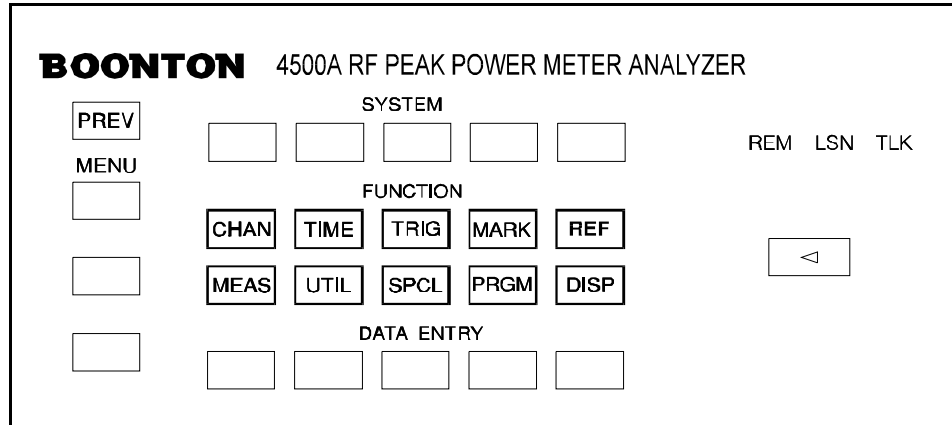 BOONTON 4500A RF PEAK POWER METER ANALYZER
PREV
SYSTEM
REM LSN TLK
MENU
FUNCTION
CHAN TIME TRIG MARK REF
MEAS UTIL SPCL PRGM DISP
DATA ENTRY